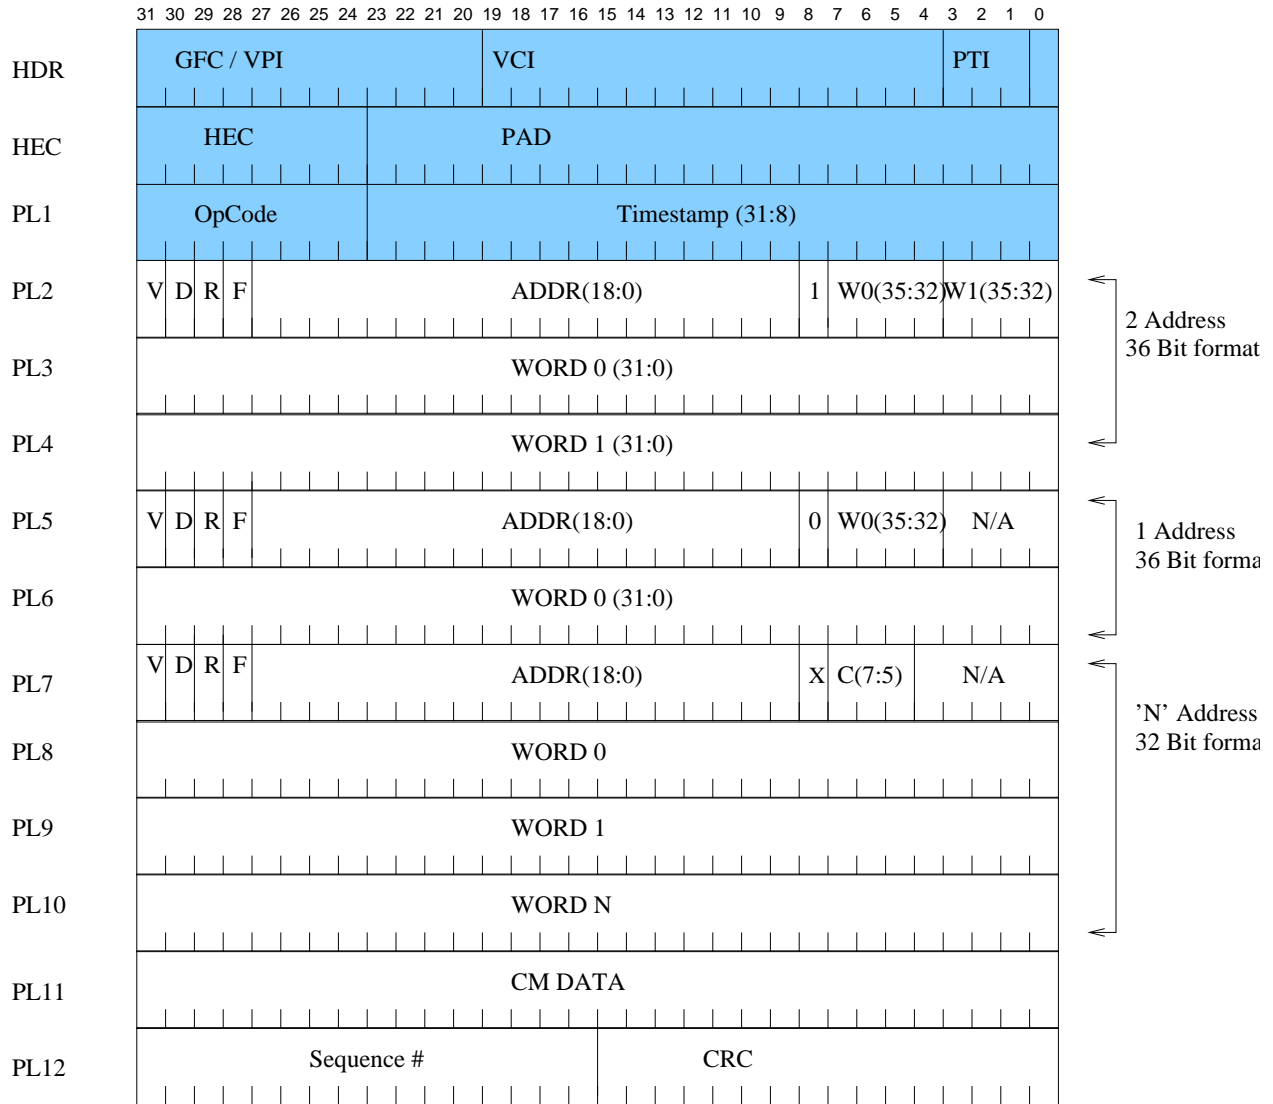 31 30 29 28 27 26 25 24 23 22 21 20 19 18 17 16 15 14 13 12 11 10 9 8 7 6 5 4 3 2 1 0
HDR GFC / VPI VCI PTI
HEC HEC PAD
PL1 OpCode Timestamp (31:8)
PL2 V D R F ADDR(18:0) 1 W0(35:32) W1(35:32)
2 Address
36 Bit format
PL3 WORD 0 (31:0)
PL4 WORD 1 (31:0)
PL5 V D R F ADDR(18:0) 0 W0(35:32) N/A
1 Address
36 Bit forma
PL6 WORD 0 (31:0)
PL7 V D R F ADDR(18:0) X C(7:5) N/A
'N' Address
32 Bit forma
PL8 WORD 0
PL9 WORD 1
PL10 WORD N
PL11 CM DATA
PL12 Sequence # CRC